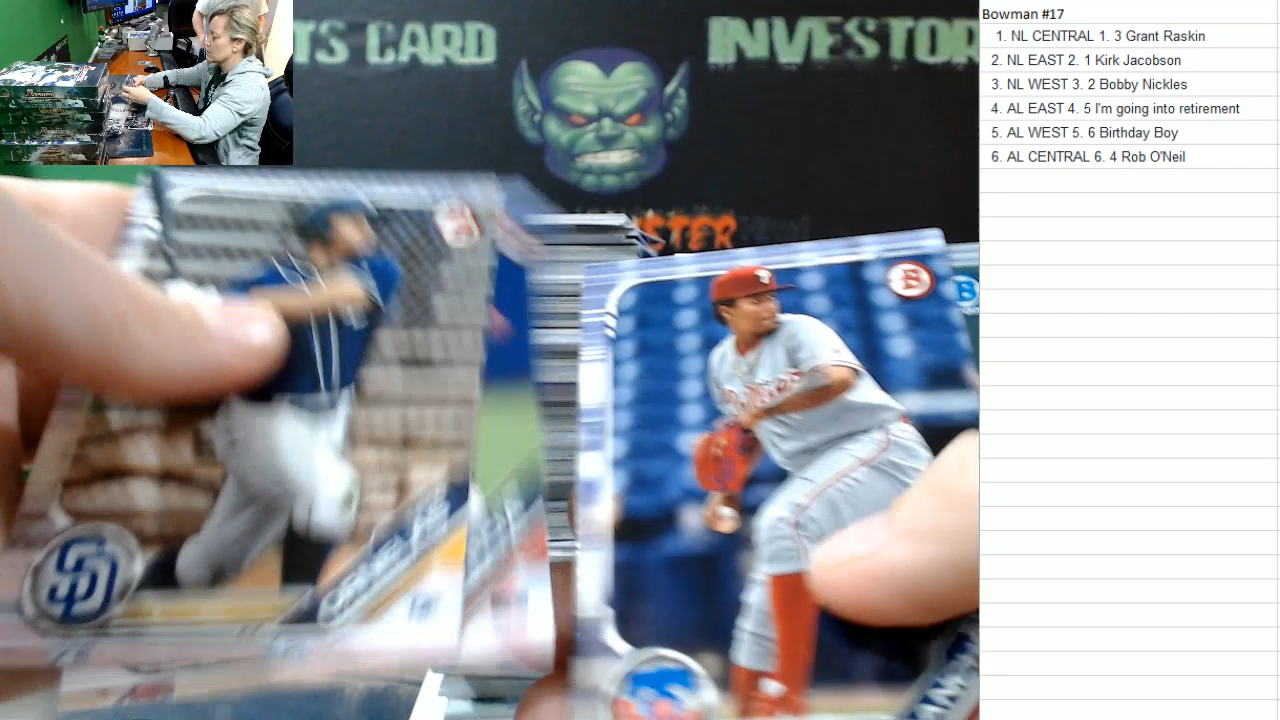 TS CARD INVESTOR
STER
B
B
SD
Bowman #17
1. NL CENTRAL 1. 3 Grant Raskin
2. NL EAST 2. 1 Kirk Jacobson
3. NL WEST 3. 2 Bobby Nickles
4. AL EAST 4. 5 I'm going into retirement
5. AL WEST 5. 6 Birthday Boy
6. AL CENTRAL 6. 4 Rob O'Neil